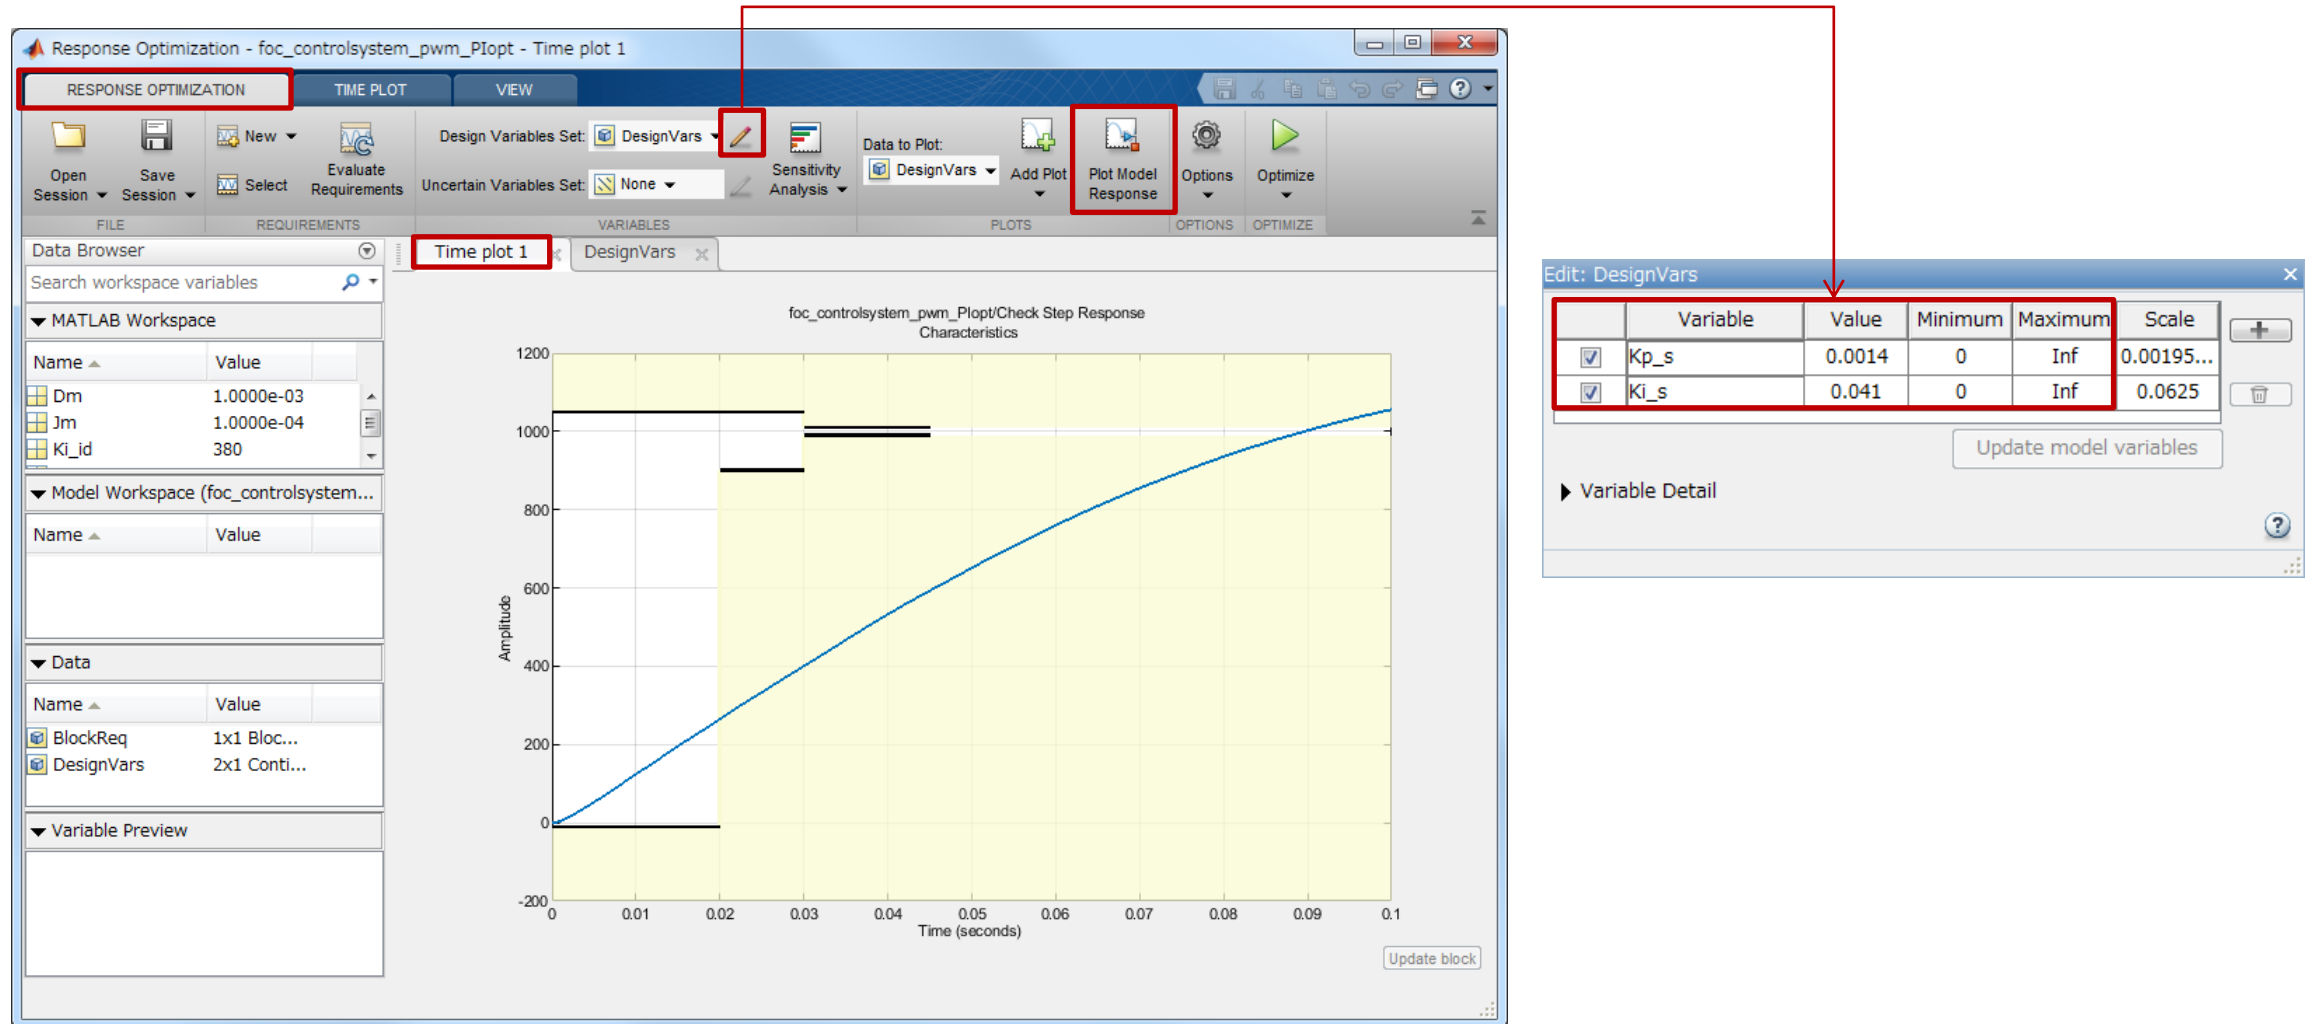 Response Optimization - foc_controlsystem_pwm_PIopt - Time plot 1
RESPONSE OPTIMIZATION
TIME PLOT
VIEW
Open Session
Save Session
FILE
New
Select
Evaluate Requirements
REQUIREMENTS
Design Variables Set: DesignVars
Uncertain Variables Set: None
Sensitivity Analysis
VARIABLES
Data to Plot:
DesignVars
Add Plot
Plot Model Response
PLOTS
Options
OPTIONS
Optimize
OPTIMIZE
Data Browser
Search workspace variables
MATLAB Workspace
Name Value
Dm 1.0000e-03
Jm 1.0000e-04
Ki_id 380
Model Workspace (foc_controlsystem...
Name Value
Data
Name Value
BlockReq 1x1 Bloc...
DesignVars 2x1 Conti...
Variable Preview
Time plot 1
DesignVars
foc_controlsystem_pwm_PIopt/Check Step Response
Characteristics
Amplitude
1200
1000
800
600
400
200
0
-200
0 0.01 0.02 0.03 0.04 0.05 0.06 0.07 0.08 0.09 0.1
Time (seconds)
Update block
Edit: DesignVars
Variable Value Minimum Maximum Scale
Kp_s 0.0014 0 Inf 0.00195...
Ki_s 0.041 0 Inf 0.0625
Update model variables
Variable Detail